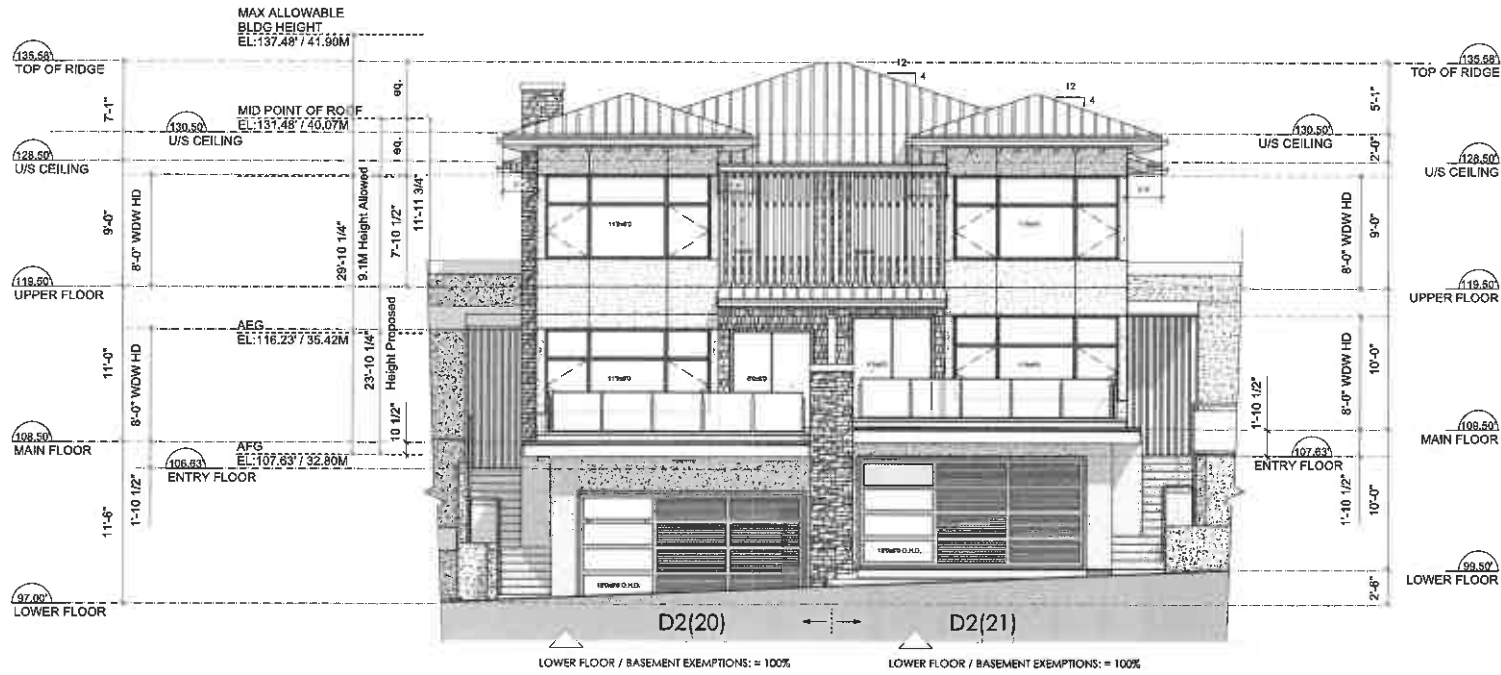 MAX ALLOWABLE
BLDG HEIGHT
EL:137.48' / 41.90M
135.58'
TOP OF RIDGE
7'-1"
MID POINT OF ROOF
EL:131.48' / 40.07M
130.50'
U/S CEILING
128.50'
U/S CEILING
9'-0"
8'-0" WDW HD
119.50'
UPPER FLOOR
11'-0"
8'-0" WDW HD
108.50'
MAIN FLOOR
106.63'
ENTRY FLOOR
11'-6"
1'-10 1/2"
97.00'
LOWER FLOOR
29'-10 1/4"
9.1M Height Allowed
eq.
eq.
7'-10 1/2"
11'-11 3/4"
AEG
EL:116.23' / 35.42M
23'-10 1/4"
Height Proposed
10 1/2"
AFG
EL:107.63' / 32.80M
12
4
12
4
135.58'
TOP OF RIDGE
5'-1"
130.50'
U/S CEILING
2'-0"
128.50'
U/S CEILING
8'-0" WDW HD
9'-0"
119.50'
UPPER FLOOR
8'-0" WDW HD
10'-0"
1'-10 1/2"
109.50'
MAIN FLOOR
107.63'
ENTRY FLOOR
1'-10 1/2"
10'-0"
99.50'
LOWER FLOOR
2'-6"
D2(20)
D2(21)
LOWER FLOOR / BASEMENT EXEMPTIONS: = 100%
LOWER FLOOR / BASEMENT EXEMPTIONS: = 100%